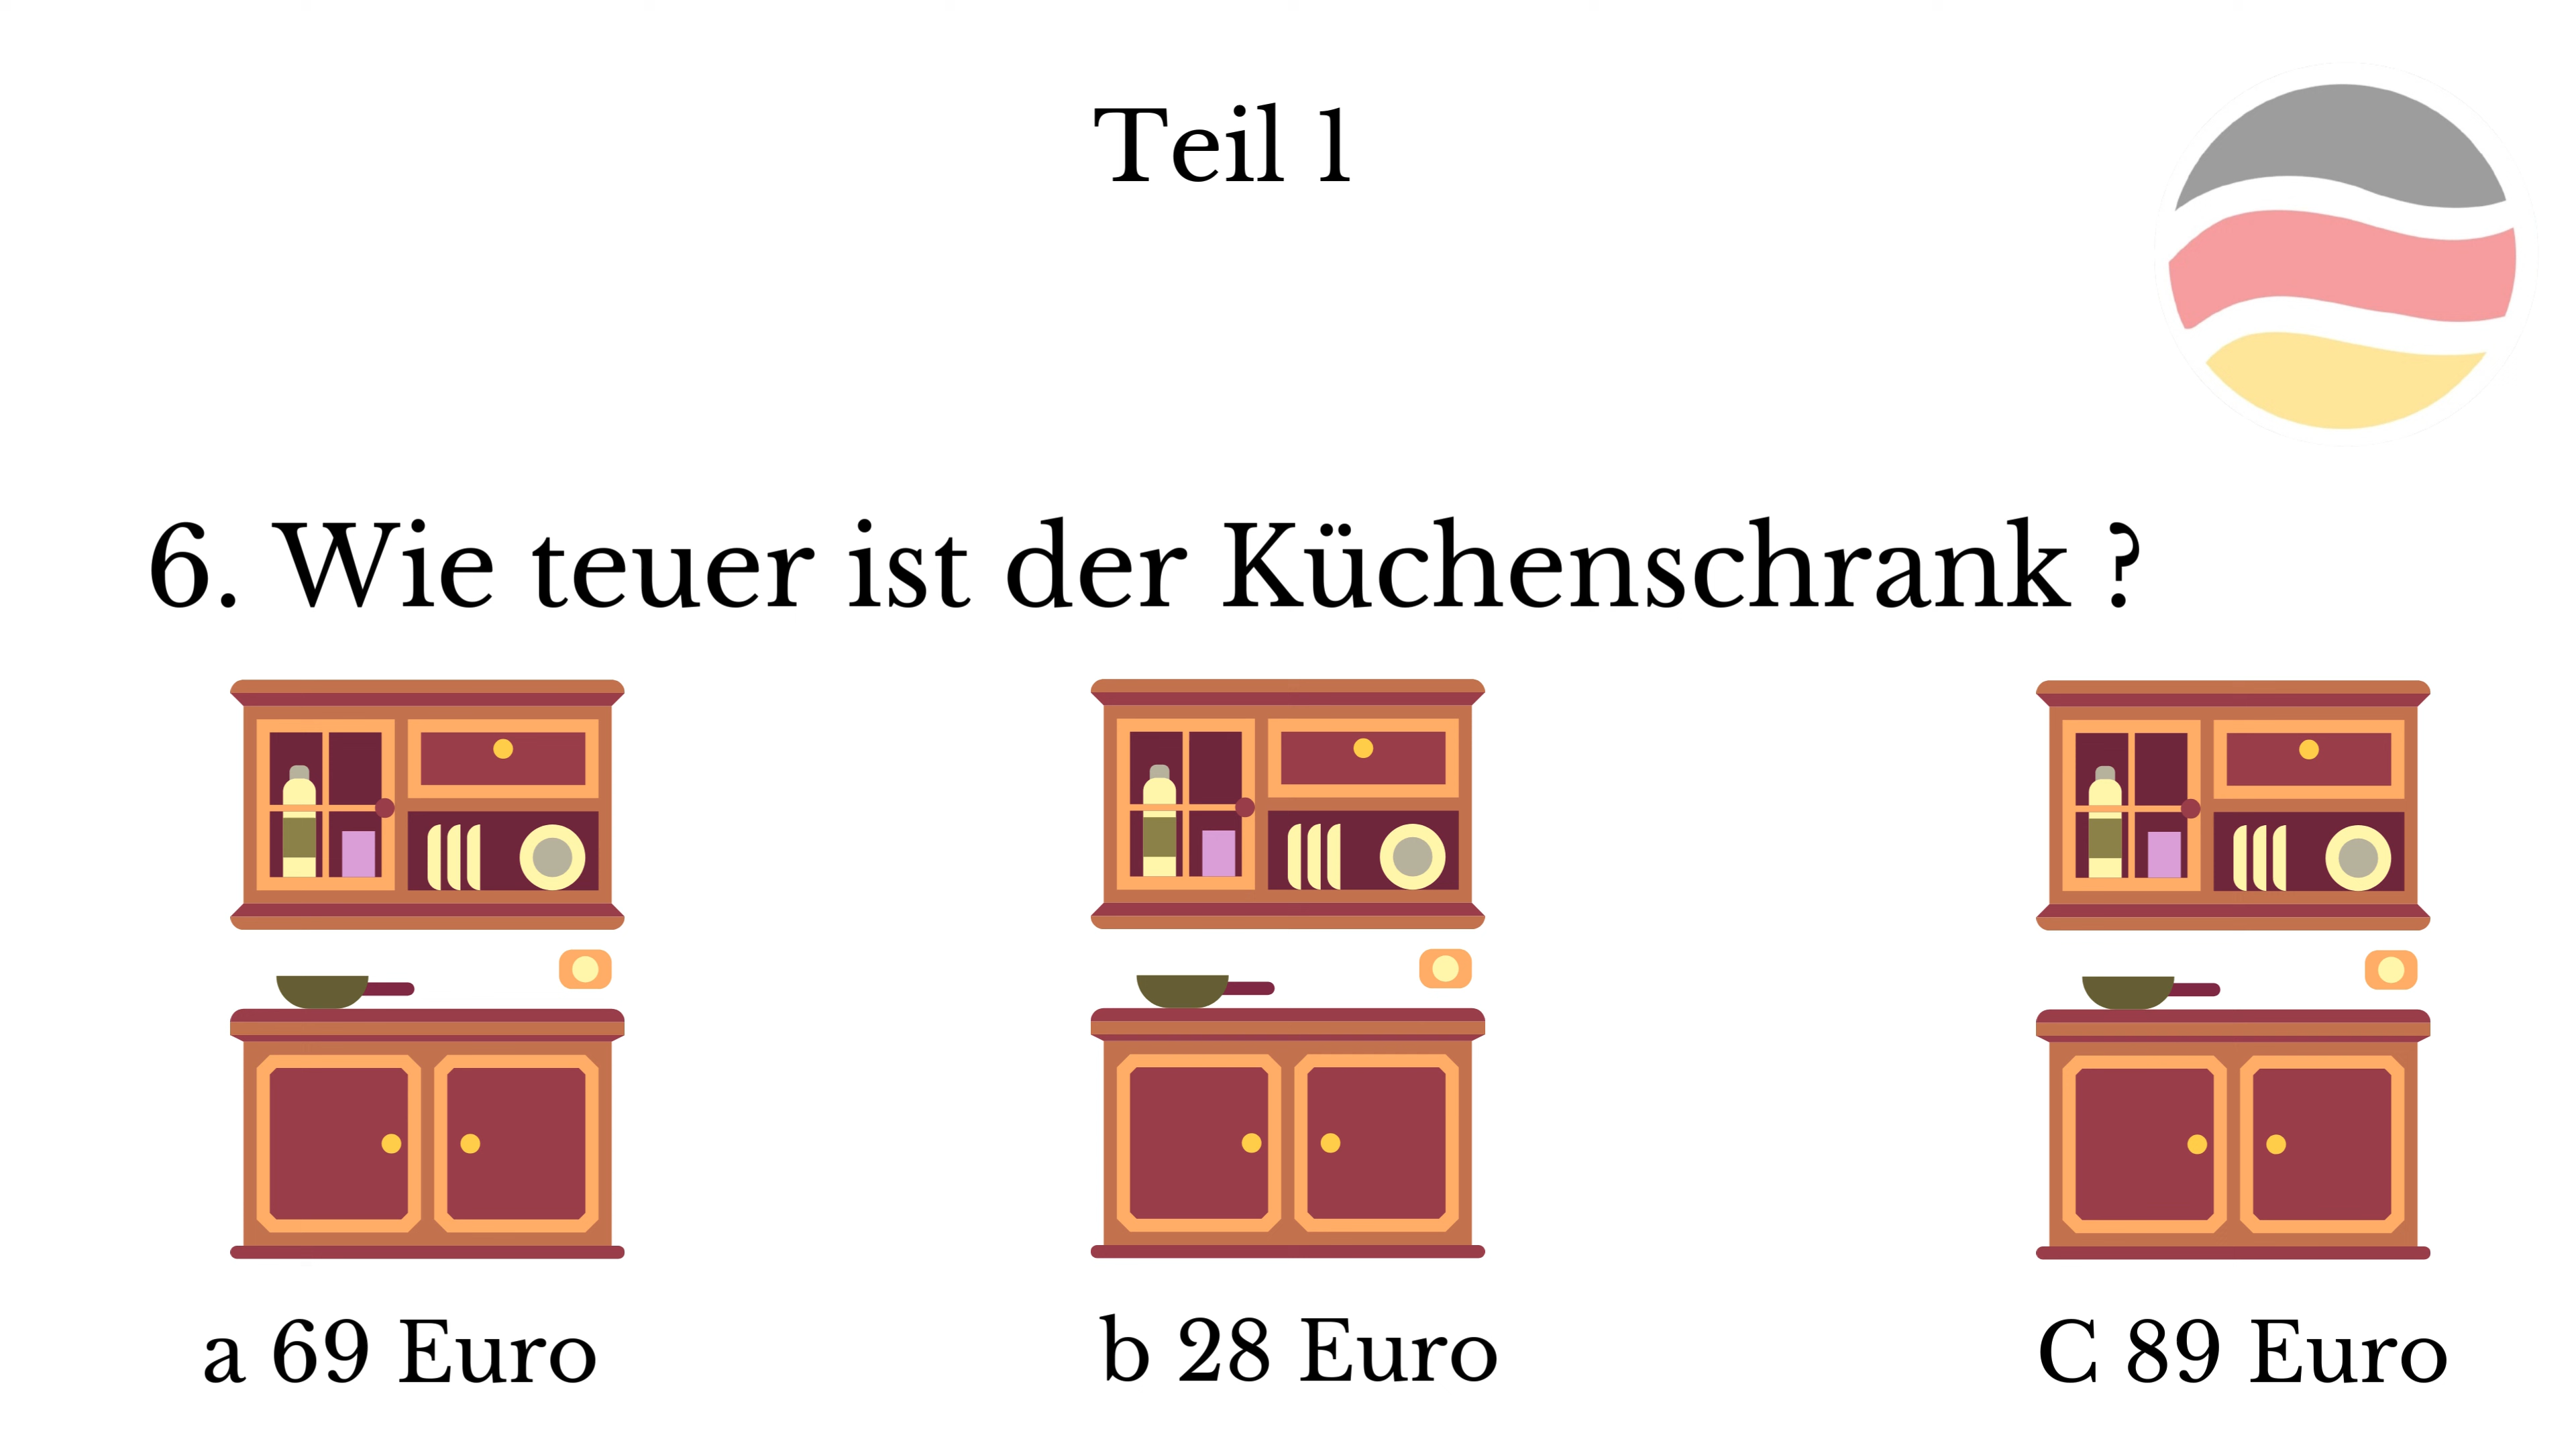 Teil 1
6. Wie teuer ist der Küchenschrank ?
a 69 Euro
b 28 Euro
C 89 Euro